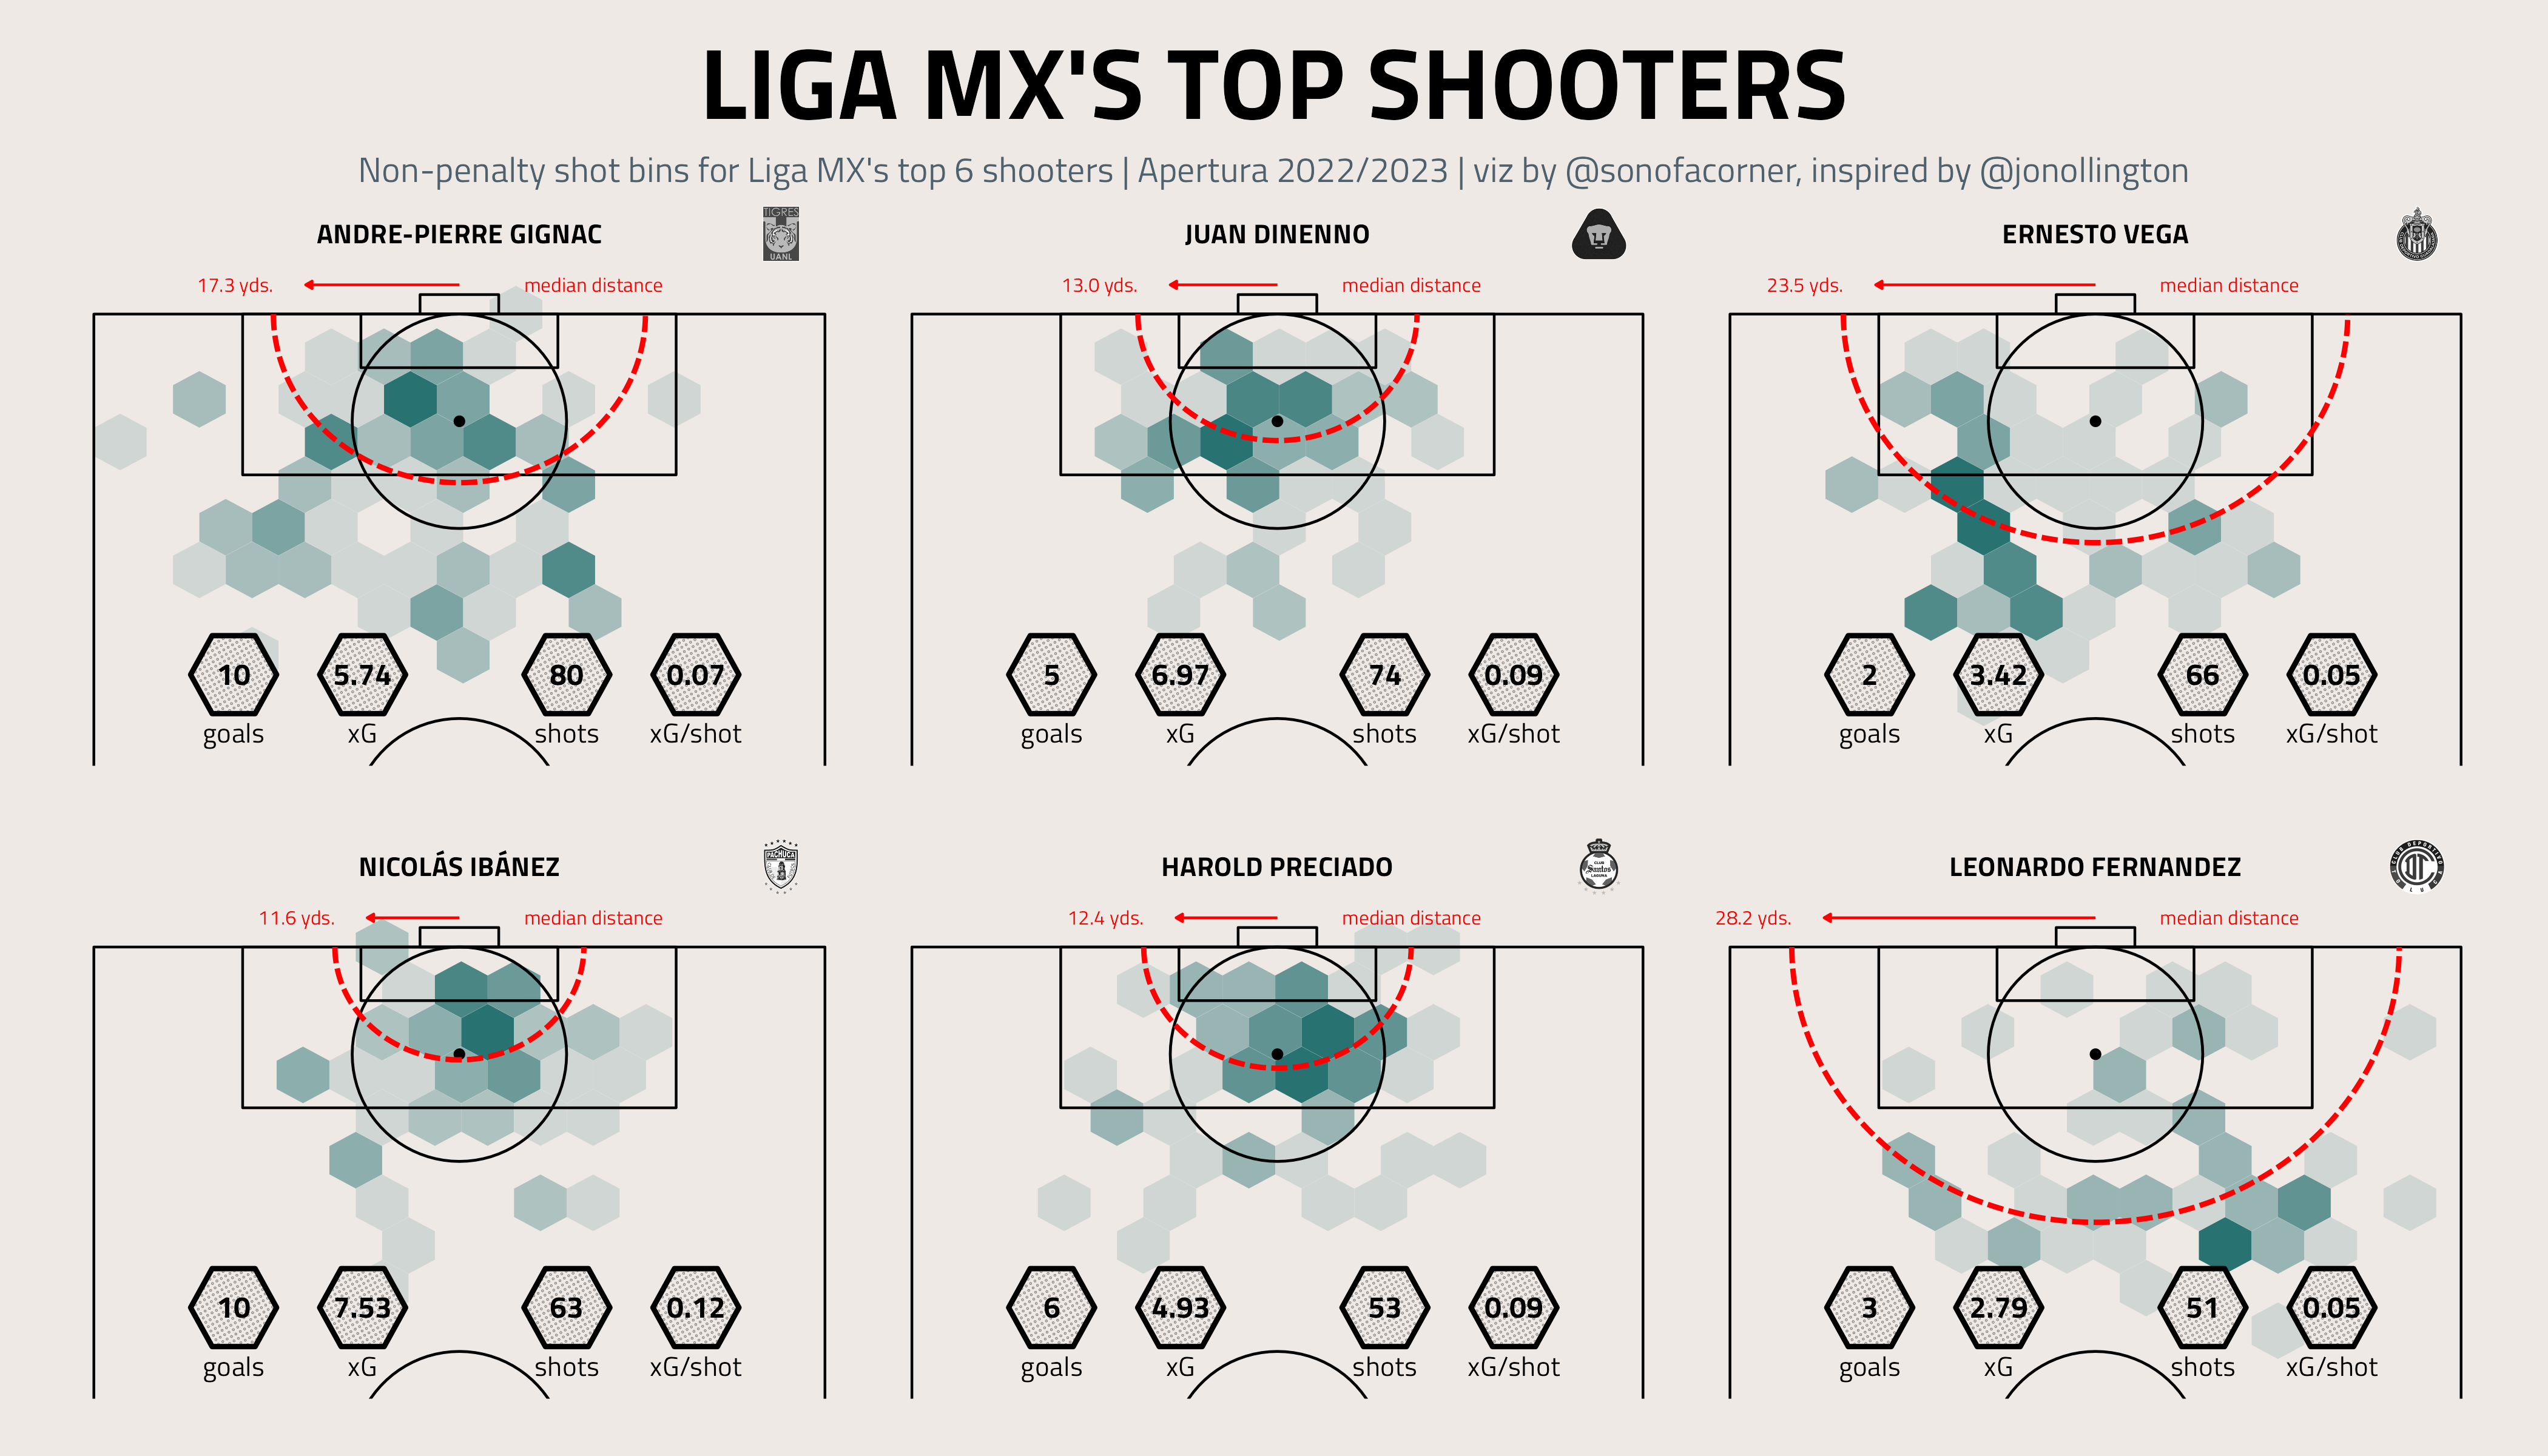 LIGA MX'S TOP SHOOTERS
Non-penalty shot bins for Liga MX's top 6 shooters | Apertura 2022/2023 | viz by @sonofacorner, inspired by @jonollington
ANDRE-PIERRE GIGNAC
TIGRES
UANL
17.3 yds.
median distance
10
5.74
80
0.07
goals
xG
shots
xG/shot
JUAN DINENNO
13.0 yds.
median distance
5
6.97
74
0.09
goals
xG
shots
xG/shot
ERNESTO VEGA
23.5 yds.
median distance
2
3.42
66
0.05
goals
xG
shots
xG/shot
NICOLÁS IBÁNEZ
PACHUCA
11.6 yds.
median distance
10
7.53
63
0.12
goals
xG
shots
xG/shot
HAROLD PRECIADO
CLUB
Santos
LAGUNA
12.4 yds.
median distance
6
4.93
53
0.09
goals
xG
shots
xG/shot
LEONARDO FERNANDEZ
28.2 yds.
median distance
3
2.79
51
0.05
goals
xG
shots
xG/shot